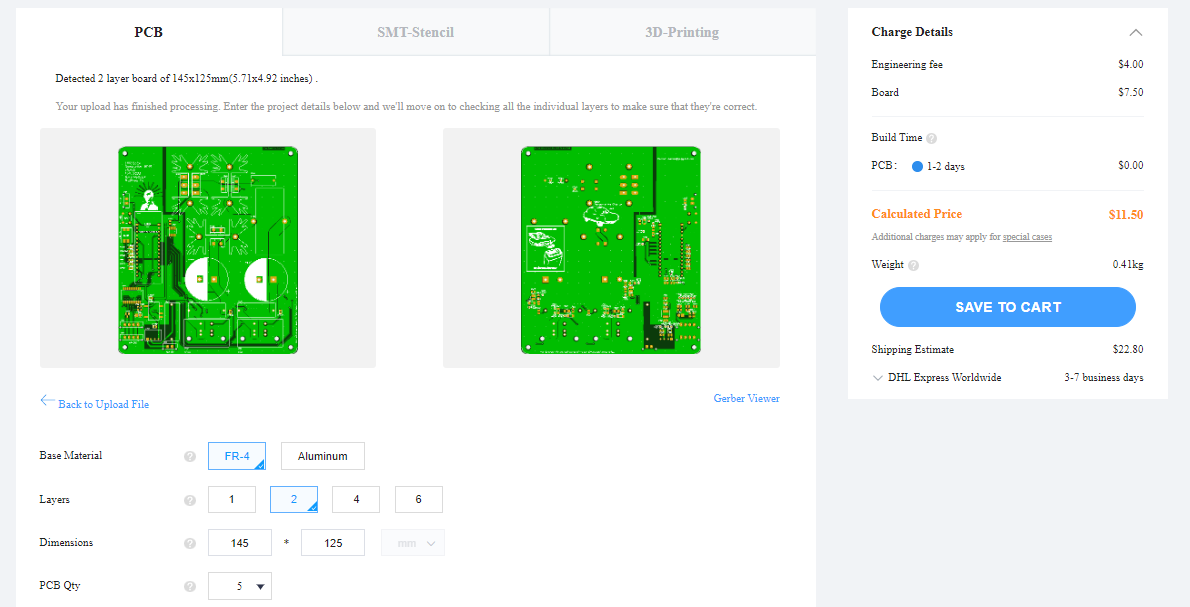 PCB
SMT-Stencil
3D-Printing
Detected 2 layer board of 145x125mm(5.71x4.92 inches) .
Your upload has finished processing. Enter the project details below and we'll move on to checking all the individual layers to make sure that they're correct.
Back to Upload File
Gerber Viewer
Base Material ? FR-4 Aluminum
Layers ? 1 2 4 6
Dimensions ? 145 * 125 mm
PCB Qty ? 5
Charge Details
Engineering fee $4.00
Board $7.50
Build Time ?
PCB: 1-2 days $0.00
Calculated Price $11.50
Additional charges may apply for special cases
Weight ? 0.41kg
SAVE TO CART
Shipping Estimate $22.80
DHL Express Worldwide 3-7 business days